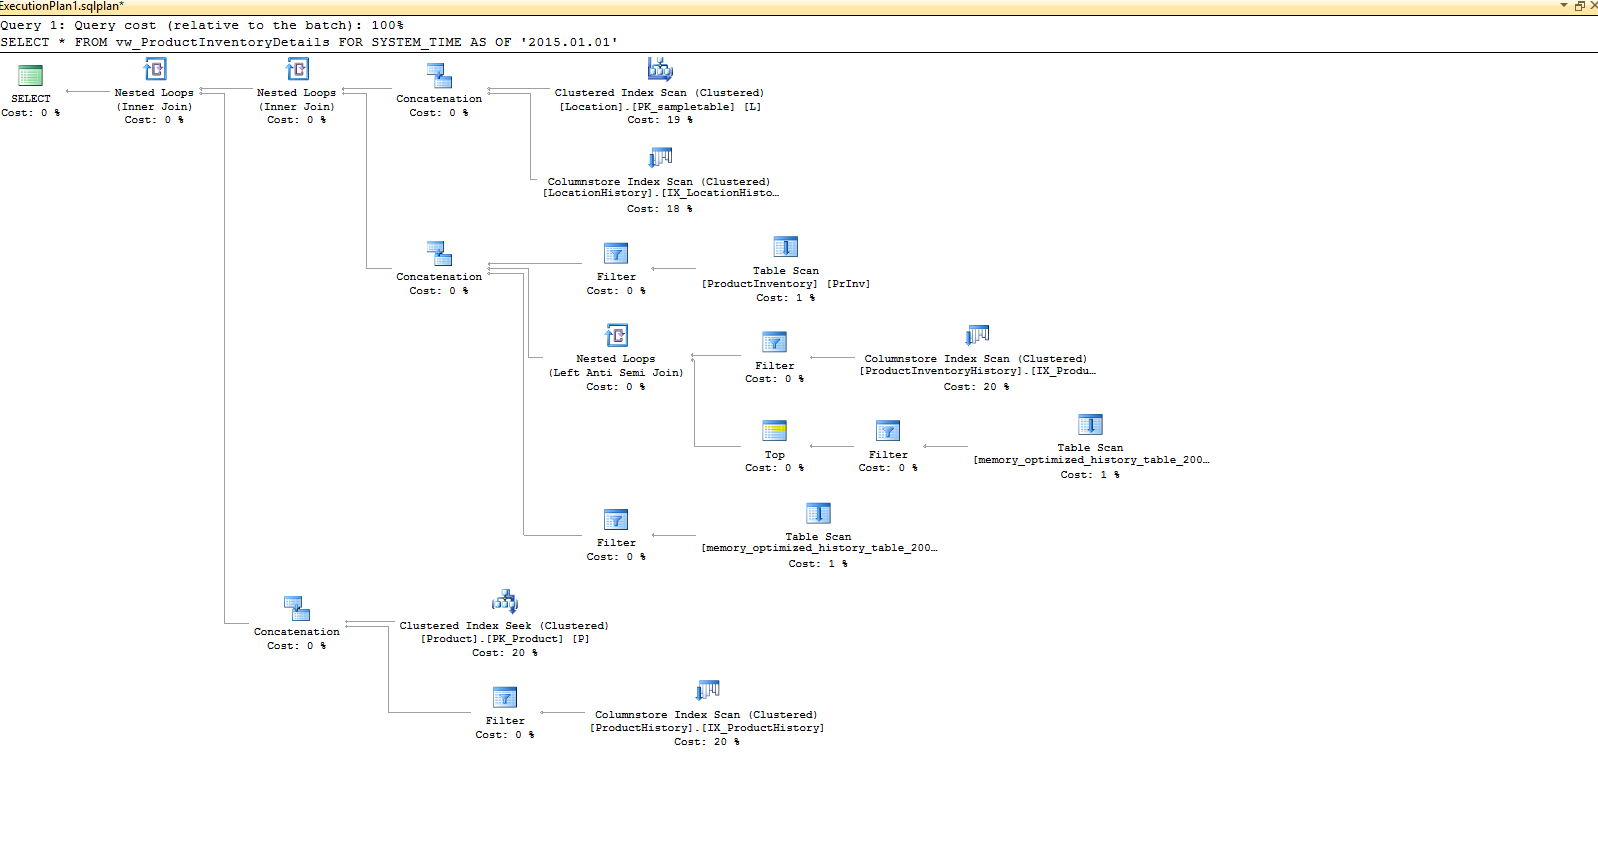 ExecutionPlan1.sqlplan*
Query 1: Query cost (relative to the batch): 100%
SELECT * FROM vw_ProductInventoryDetails FOR SYSTEM_TIME AS OF '2015.01.01'
SELECT
Cost: 0 %
Nested Loops
(Inner Join)
Cost: 0 %
Nested Loops
(Inner Join)
Cost: 0 %
Concatenation
Cost: 0 %
Clustered Index Scan (Clustered)
[Location].[PK_sampletable] [L]
Cost: 19 %
Columnstore Index Scan (Clustered)
[LocationHistory].[IX_LocationHisto…
Cost: 18 %
Concatenation
Cost: 0 %
Filter
Cost: 0 %
Table Scan
[ProductInventory] [PrInv]
Cost: 1 %
Nested Loops
(Left Anti Semi Join)
Cost: 0 %
Filter
Cost: 0 %
Columnstore Index Scan (Clustered)
[ProductInventoryHistory].[IX_Produ…
Cost: 20 %
Top
Cost: 0 %
Filter
Cost: 0 %
Table Scan
[memory_optimized_history_table_200…
Cost: 1 %
Filter
Cost: 0 %
Table Scan
[memory_optimized_history_table_200…
Cost: 1 %
Concatenation
Cost: 0 %
Clustered Index Seek (Clustered)
[Product].[PK_Product] [P]
Cost: 20 %
Filter
Cost: 0 %
Columnstore Index Scan (Clustered)
[ProductHistory].[IX_ProductHistory]
Cost: 20 %